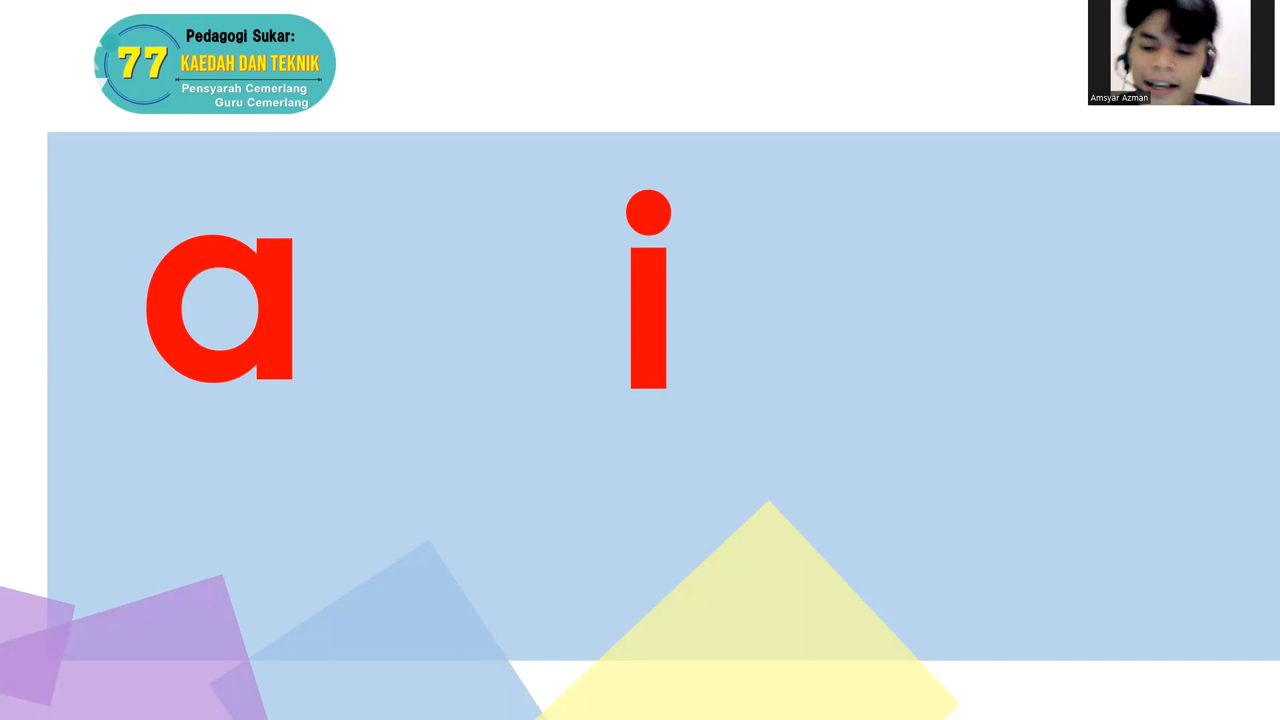 77
Pedagogi Sukar:
KAEDAH DAN TEKNIK
Pensyarah Cemerlang
Guru Cemerlang
Amsyar Azman
a i